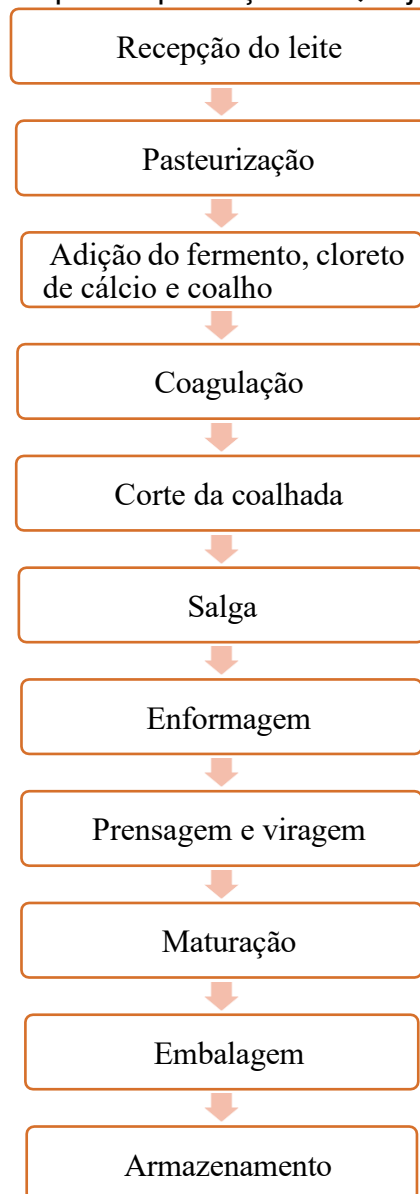 Recepção do leite
Pasteurização
Adição do fermento, cloreto
de cálcio e coalho
Coagulação
Corte da coalhada
Salga
Enformagem
Prensagem e viragem
Maturação
Embalagem
Armazenamento